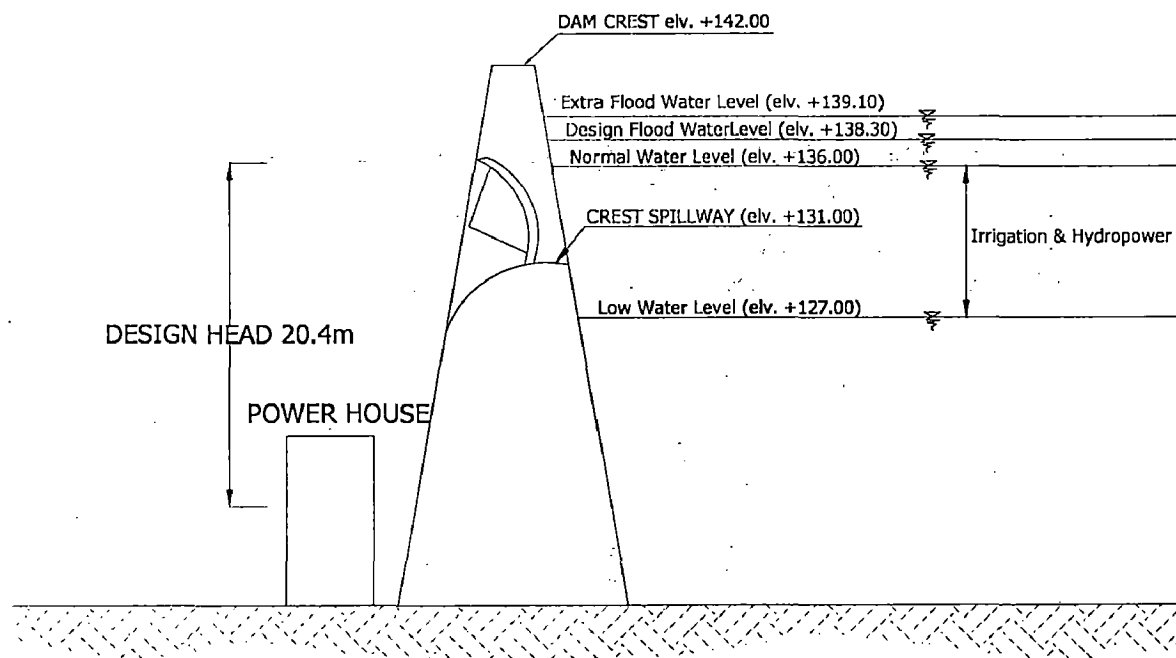 DAM CREST elv. +142.00
Extra Flood Water Level (elv. +139.10)
Design Flood WaterLevel (elv. +138.30)
Normal Water Level (elv. +136.00)
CREST SPILLWAY (elv. +131.00)
Irrigation & Hydropower
Low Water Level (elv. +127.00)
DESIGN HEAD 20.4m
POWER HOUSE